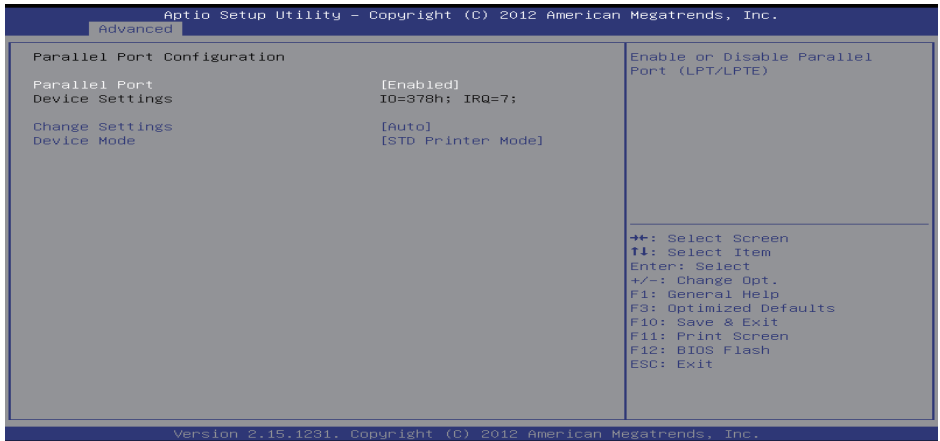 Aptio Setup Utility – Copyright (C) 2012 American Megatrends, Inc.
Advanced
Parallel Port Configuration
Parallel Port [Enabled]
Device Settings IO=378h; IRQ=7;
Change Settings [Auto]
Device Mode [STD Printer Mode]
Enable or Disable Parallel
Port (LPT/LPTE)
→←: Select Screen
↑↓: Select Item
Enter: Select
+/-: Change Opt.
F1: General Help
F3: Optimized Defaults
F10: Save & Exit
F11: Print Screen
F12: BIOS Flash
ESC: Exit
Version 2.15.1231. Copyright (C) 2012 American Megatrends, Inc.